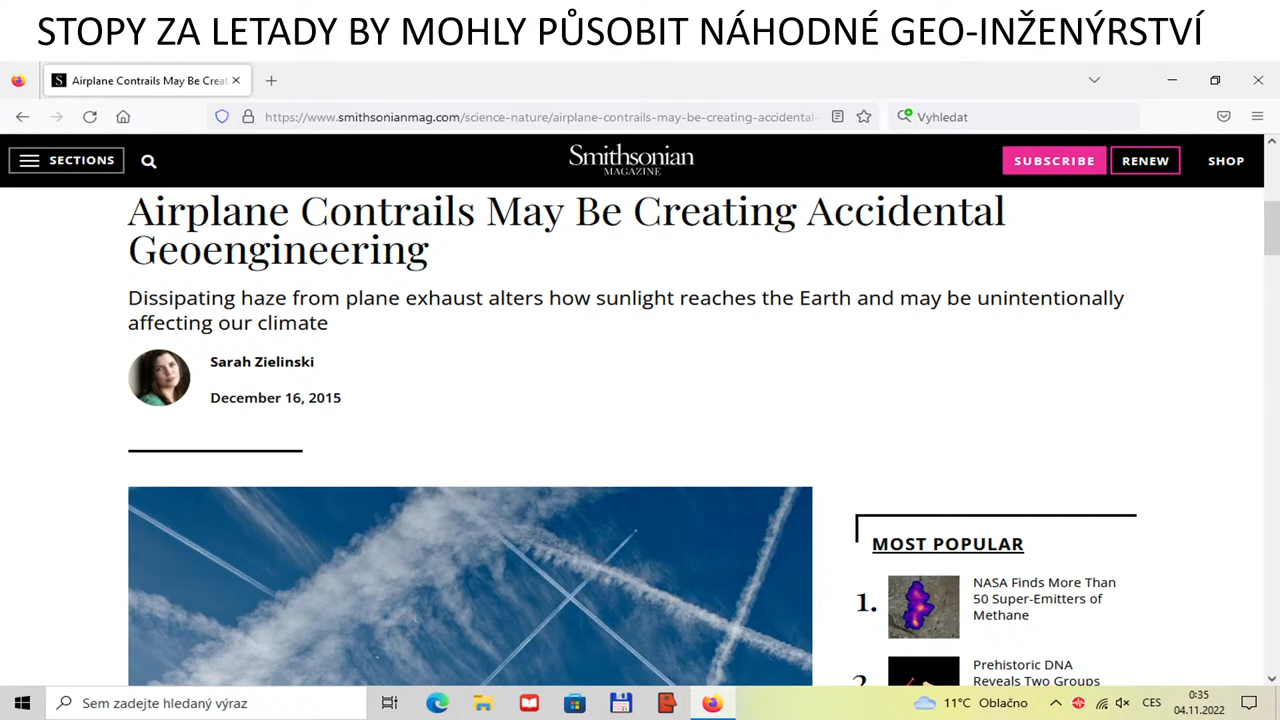 STOPY ZA LETADY BY MOHLY PŮSOBIT NÁHODNÉ GEO-INŽENÝRSTVÍ
S Airplane Contrails May Be Creat
https://www.smithsonianmag.com/science-nature/airplane-contrails-may-be-creating-accidental-
Vyhledat
SECTIONS
Smithsonian
MAGAZINE
SUBSCRIBE
RENEW
SHOP
Airplane Contrails May Be Creating Accidental
Geoengineering
Dissipating haze from plane exhaust alters how sunlight reaches the Earth and may be unintentionally
affecting our climate
Sarah Zielinski
December 16, 2015
MOST POPULAR
1.
NASA Finds More Than
50 Super-Emitters of
Methane
2
Prehistoric DNA
Reveals Two Groups
Sem zadejte hledaný výraz
11°C Oblačno
CES
0:35
04.11.2022